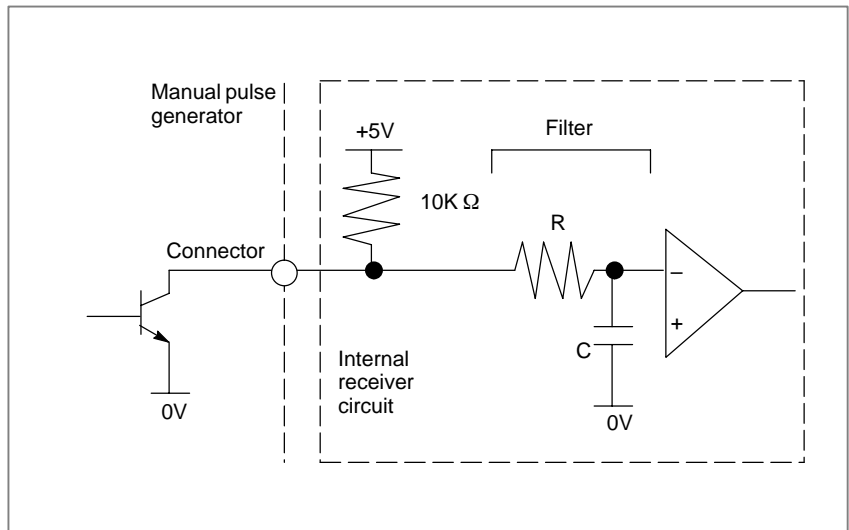 Manual pulse
generator
+5V
Filter
10K Ω
R
Connector
−
+
C
Internal
receiver
circuit
0V
0V